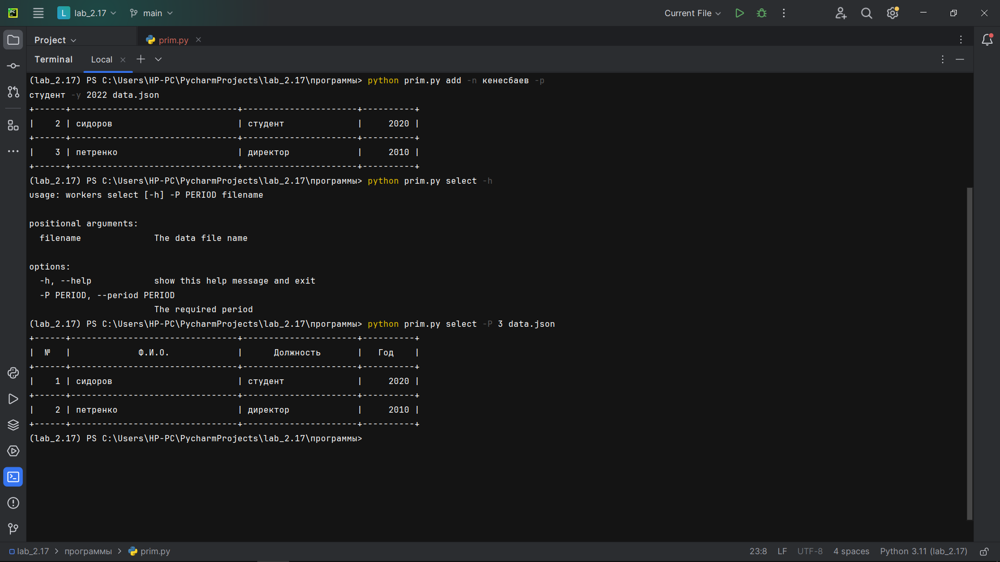 L lab_2.17 main Current File
Project prim.py
Terminal Local
(lab_2.17) PS C:\Users\HP-PC\PycharmProjects\lab_2.17\программы> python prim.py add -n кенесбаев -p
студент -y 2022 data.json
+------+--------------------------------+----------------------+----------+
|    2 | сидоров                        | студент              |     2020 |
+------+--------------------------------+----------------------+----------+
|    3 | петренко                       | директор             |     2010 |
+------+--------------------------------+----------------------+----------+
(lab_2.17) PS C:\Users\HP-PC\PycharmProjects\lab_2.17\программы> python prim.py select -h
usage: workers select [-h] -P PERIOD filename
positional arguments:
  filename              The data file name
options:
  -h, --help            show this help message and exit
  -P PERIOD, --period PERIOD
                        The required period
(lab_2.17) PS C:\Users\HP-PC\PycharmProjects\lab_2.17\программы> python prim.py select -P 3 data.json
+------+--------------------------------+----------------------+----------+
|  №   |             Ф.И.О.             |      Должность       |   Год    |
+------+--------------------------------+----------------------+----------+
|    1 | сидоров                        | студент              |     2020 |
+------+--------------------------------+----------------------+----------+
|    2 | петренко                       | директор             |     2010 |
+------+--------------------------------+----------------------+----------+
(lab_2.17) PS C:\Users\HP-PC\PycharmProjects\lab_2.17\программы>
lab_2.17 > программы > prim.py 23:8 LF UTF-8 4 spaces Python 3.11 (lab_2.17)